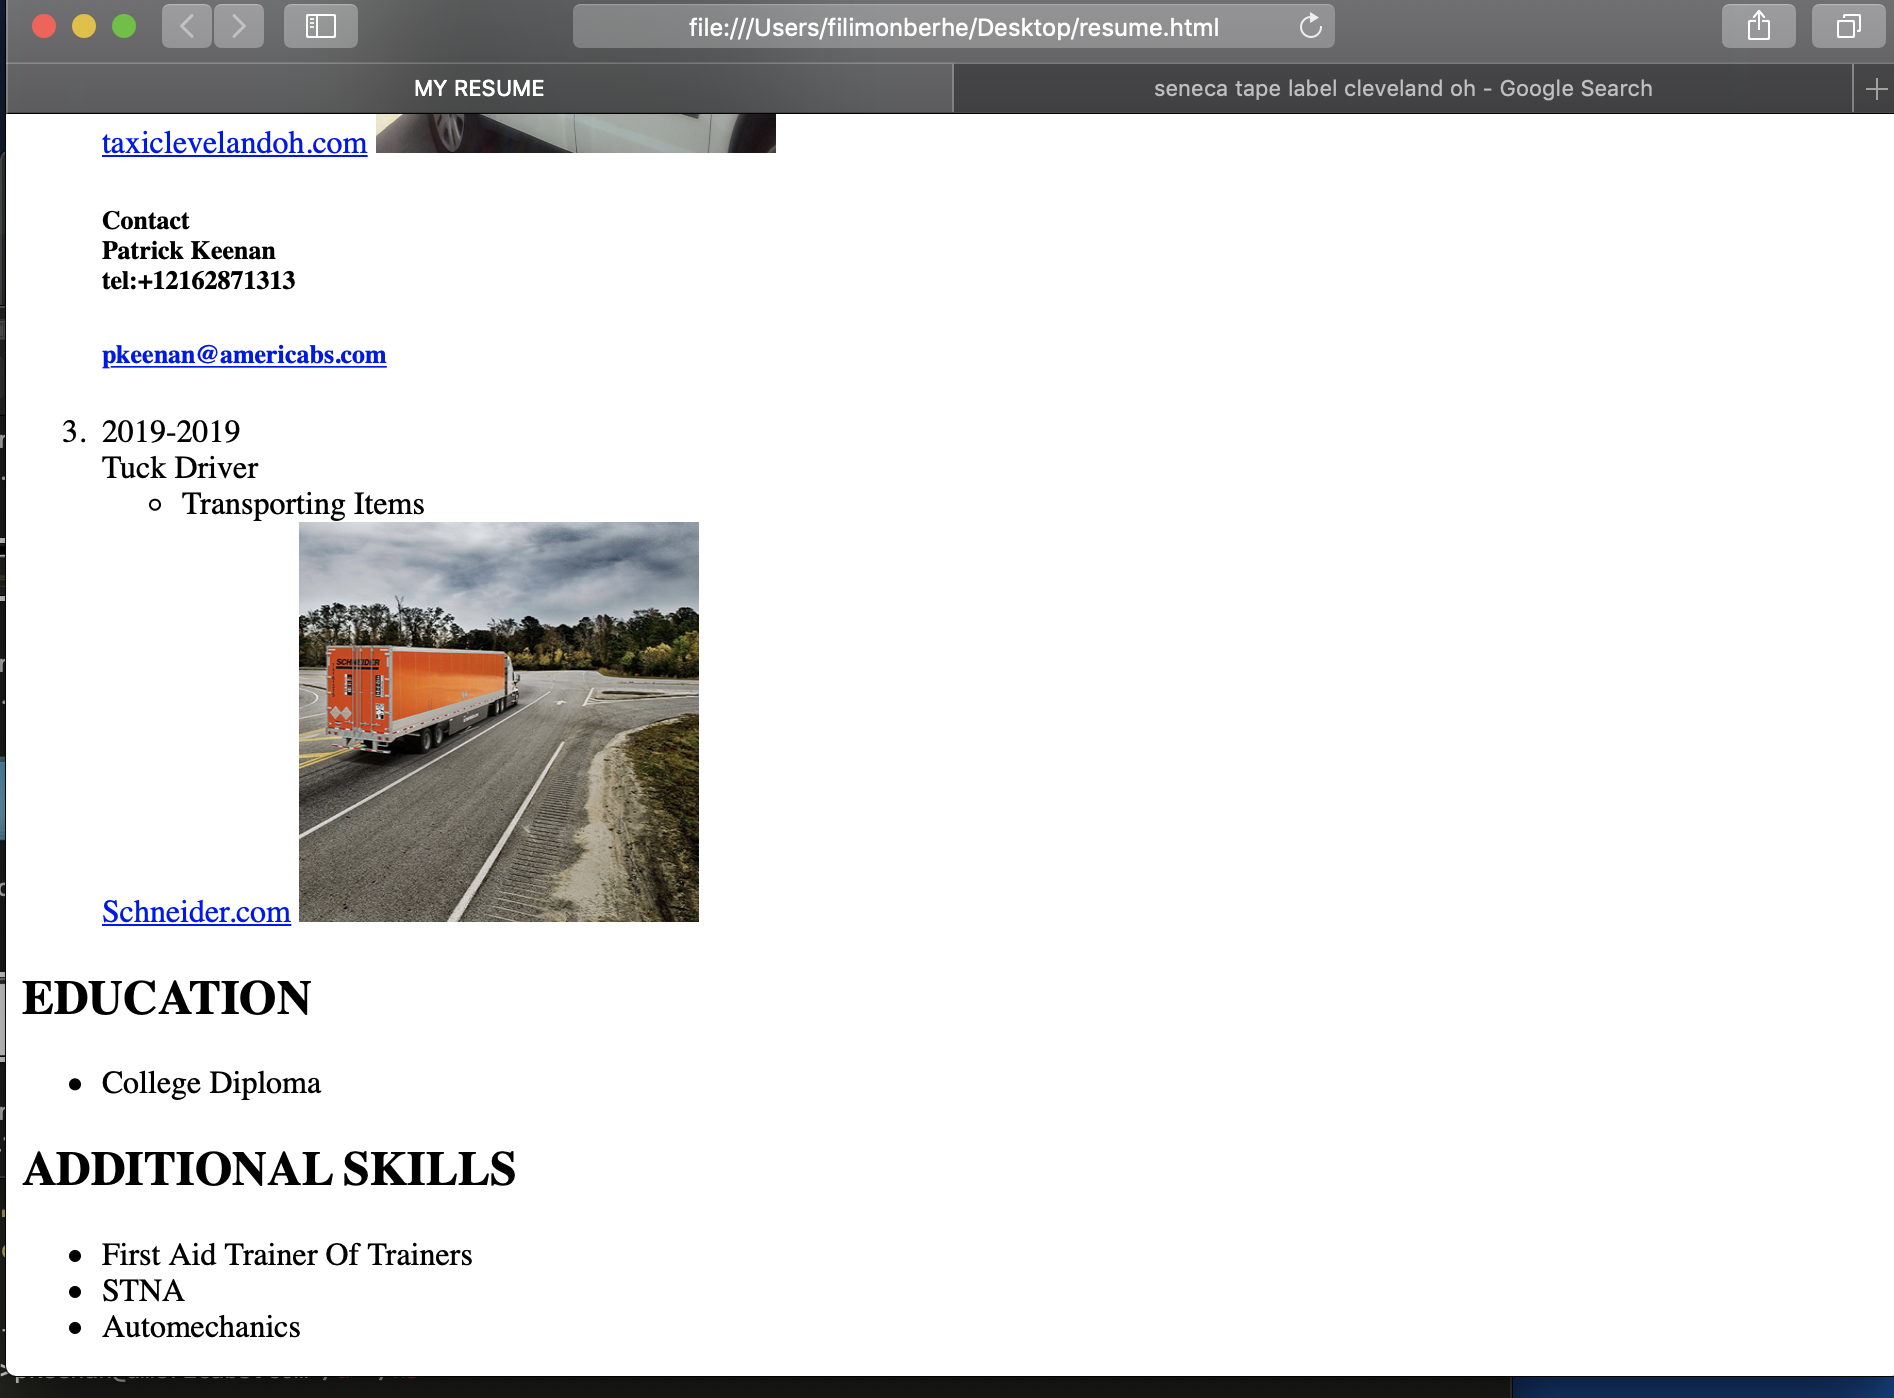 file:///Users/filimonberhe/Desktop/resume.html
MY RESUME
seneca tape label cleveland oh - Google Search
taxiclevelandoh.com
Contact
Patrick Keenan
tel:+12162871313
pkeenan@americabs.com
3. 2019-2019
Tuck Driver
Transporting Items
SCHNEIDER
Schneider.com
EDUCATION
College Diploma
ADDITIONAL SKILLS
First Aid Trainer Of Trainers
STNA
Automechanics